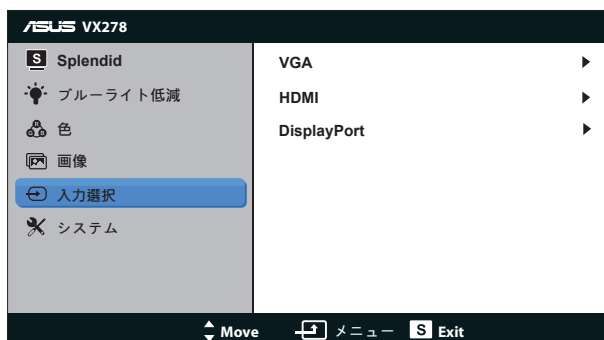 ASUS VX278
S Splendid
ブルーライト低減
色
画像
入力選択
システム
VGA
HDMI
DisplayPort
Move メニュー S Exit